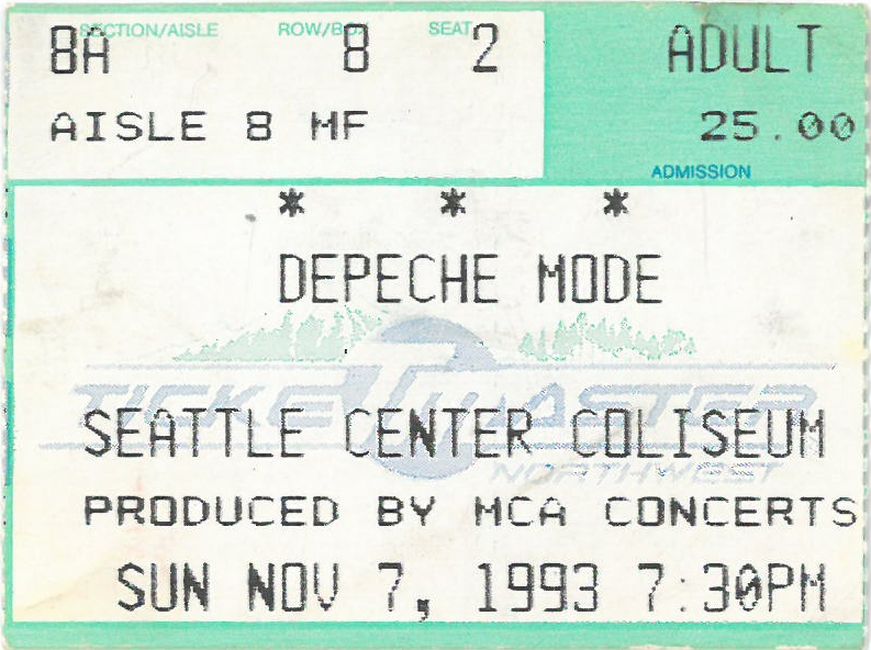 SECTION/AISLE ROW/BOX SEAT
8A 8 2 ADULT
AISLE 8 MF 25.00
ADMISSION
* * *
DEPECHE MODE
TICKETMASTER
SEATTLE CENTER COLISEUM
NORTHWEST
PRODUCED BY MCA CONCERTS
SUN NOV 7, 1993 7:30PM